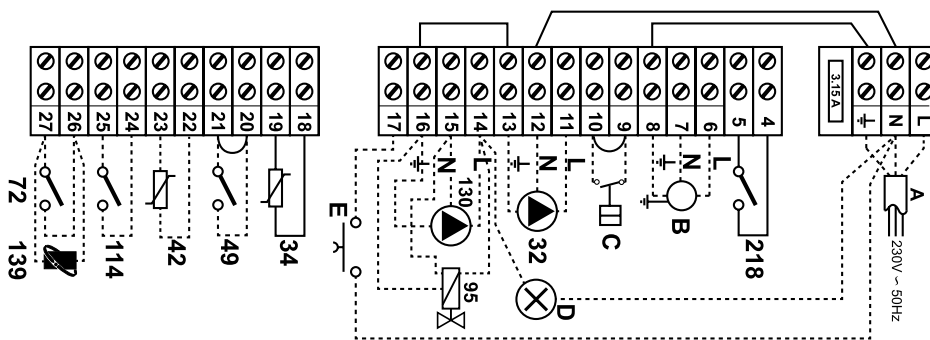 3.15 A
27 26 25 24 23 22 21 20 19 18
17 16 15 14 13 12 11 10 9 8 7 6 5 4
⏚ N L
⏚ N L
⏚ N L
⏚ N L
A
230V ~ 50Hz
72
139
114
42
49
34
E
130
95
32
D
C
B
218